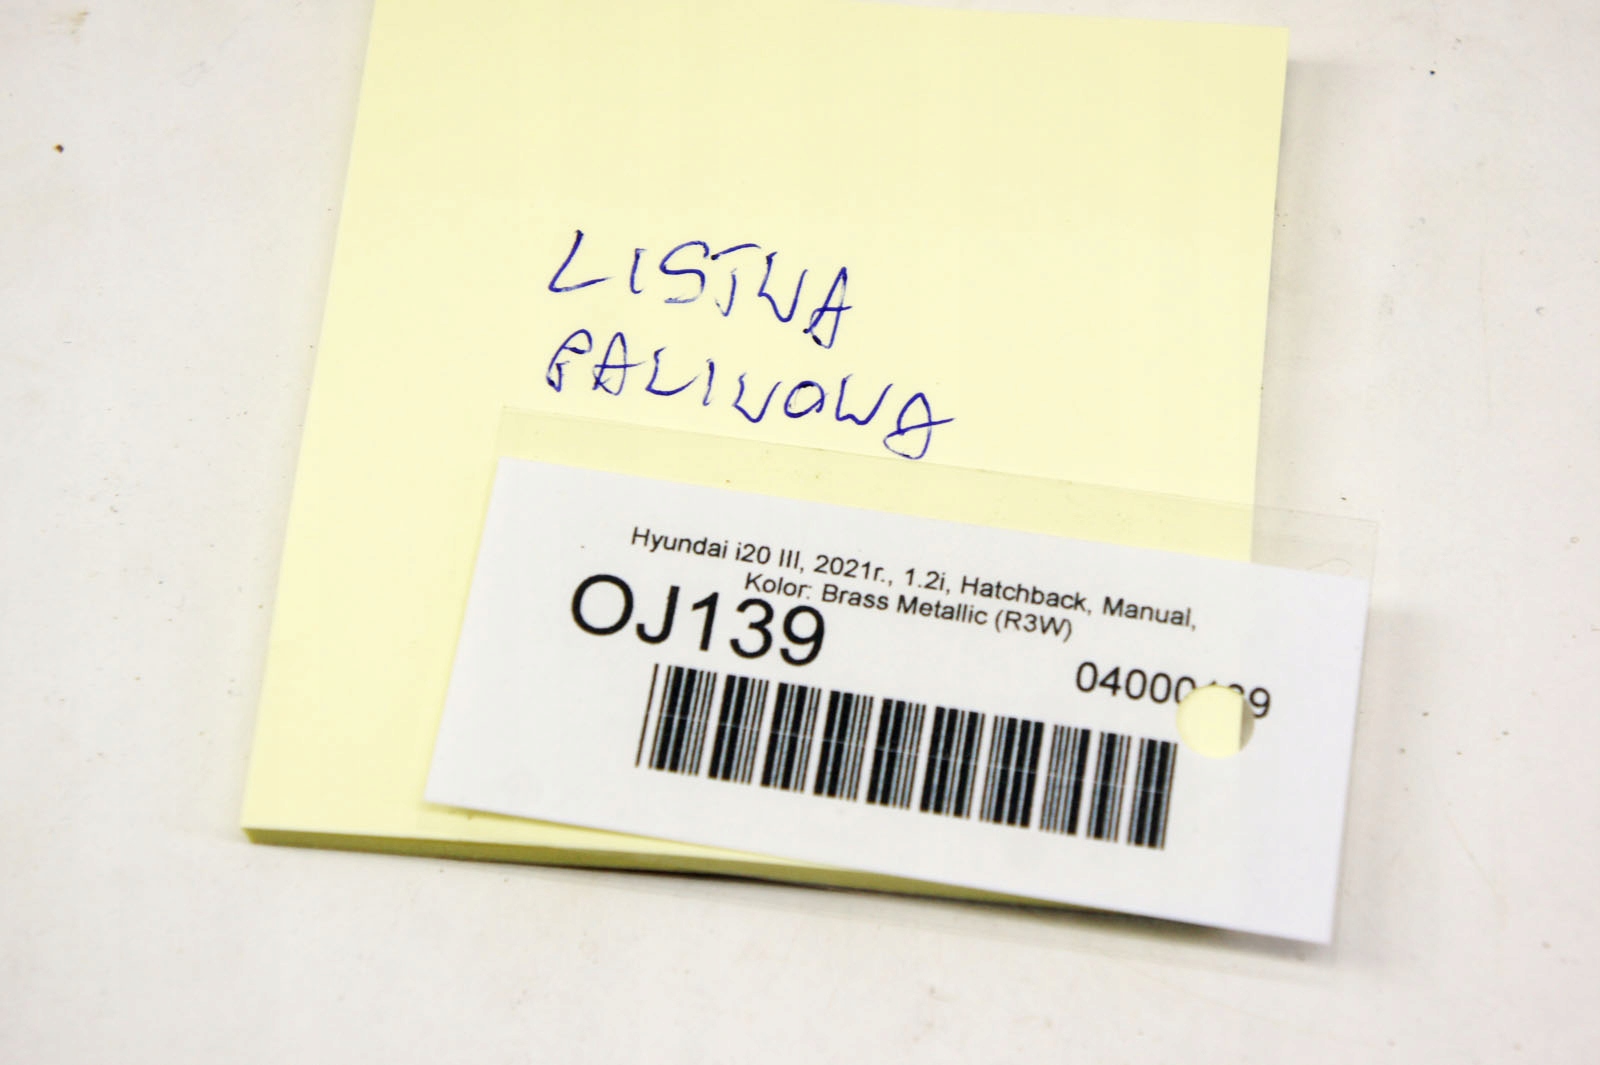 LISTWA
PALIWOWA
Hyundai i20 III, 2021r., 1.2i, Hatchback, Manual,
Kolor: Brass Metallic (R3W)
OJ139